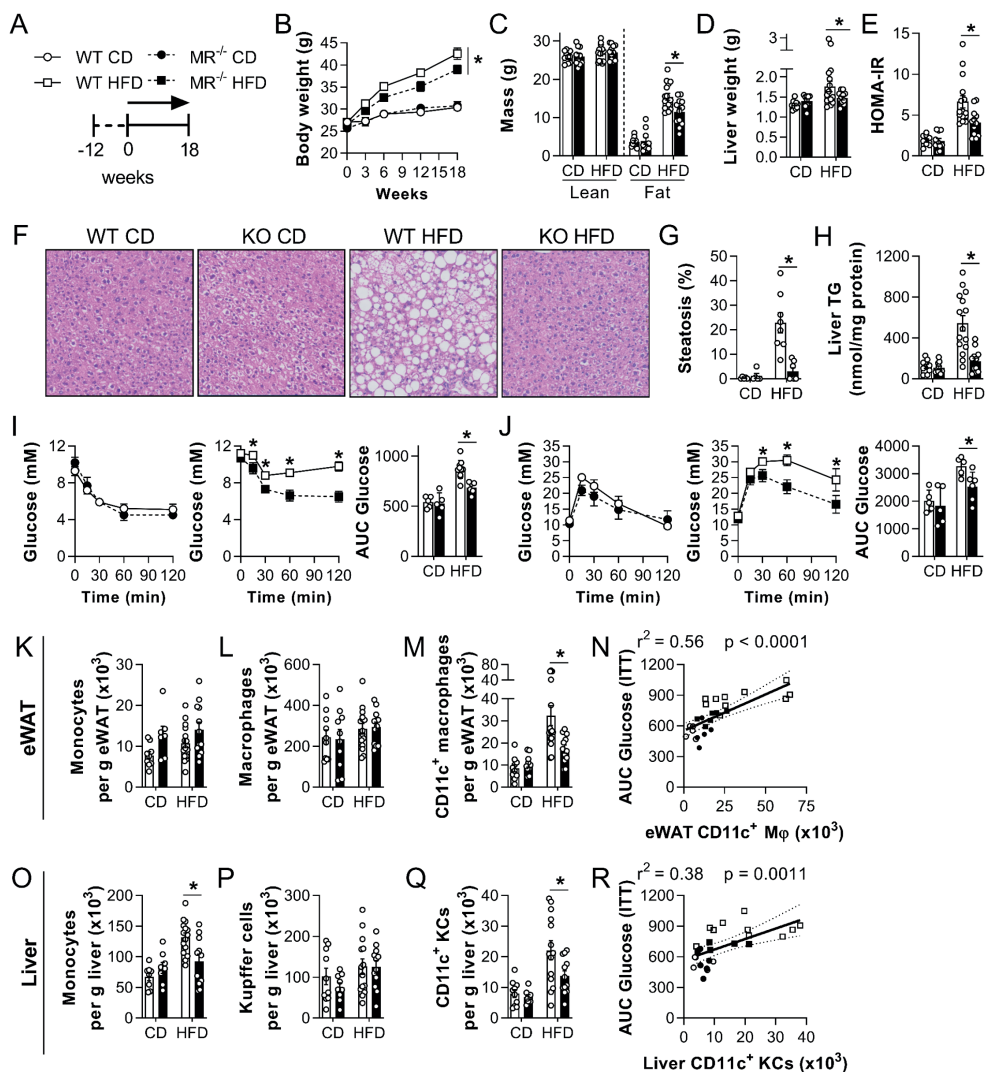 A
WT CD
MR-/- CD
WT HFD
MR-/- HFD
-12
0
18
weeks
B
Body weight (g)
45
40
35
30
25
20
0
3
6
9
12
15
18
*
Weeks
C
Mass (g)
30
20
10
0
*
CD HFD CD HFD
Lean Fat
D
Liver weight (g)
3
2.0
1.5
1.0
0.5
0.0
*
CD HFD
E
HOMA-IR
15
10
5
0
*
CD HFD
F
WT CD
KO CD
WT HFD
KO HFD
G
Steatosis (%)
50
40
30
20
10
0
*
CD HFD
H
Liver TG
(nmol/mg protein)
1200
800
400
0
*
CD HFD
I
Glucose (mM)
12
8
4
0
0 30 60 90 120
Time (min)
Glucose (mM)
12
8
4
0
* * * *
0 30 60 90 120
Time (min)
AUC Glucose
1000
500
0
*
CD HFD
J
Glucose (mM)
35
30
25
20
15
10
5
0
0 30 60 90 120
Time (min)
Glucose (mM)
35
30
25
20
15
10
5
0
* * *
0 30 60 90 120
Time (min)
AUC Glucose
4000
3000
2000
1000
0
*
CD HFD
eWAT
K
Monocytes
per g eWAT (x10³)
30
20
10
0
CD HFD
L
Macrophages
per g eWAT (x10³)
600
400
200
0
CD HFD
M
CD11c+ macrophages
per g eWAT (x10³)
80
60
40
30
20
10
0
*
CD HFD
N
r² = 0.56 p < 0.0001
AUC Glucose (ITT)
1200
900
600
300
0
0 25 50 75
eWAT CD11c+ Mφ (x10³)
Liver
O
Monocytes
per g liver (x10³)
200
150
100
50
0
*
CD HFD
P
Kupffer cells
per g liver (x10³)
300
200
100
0
CD HFD
Q
CD11c+ KCs
per g liver (x10³)
40
30
20
10
0
*
CD HFD
R
r² = 0.38 p = 0.0011
AUC Glucose (ITT)
1200
900
600
300
0
0 10 20 30 40
Liver CD11c+ KCs (x10³)